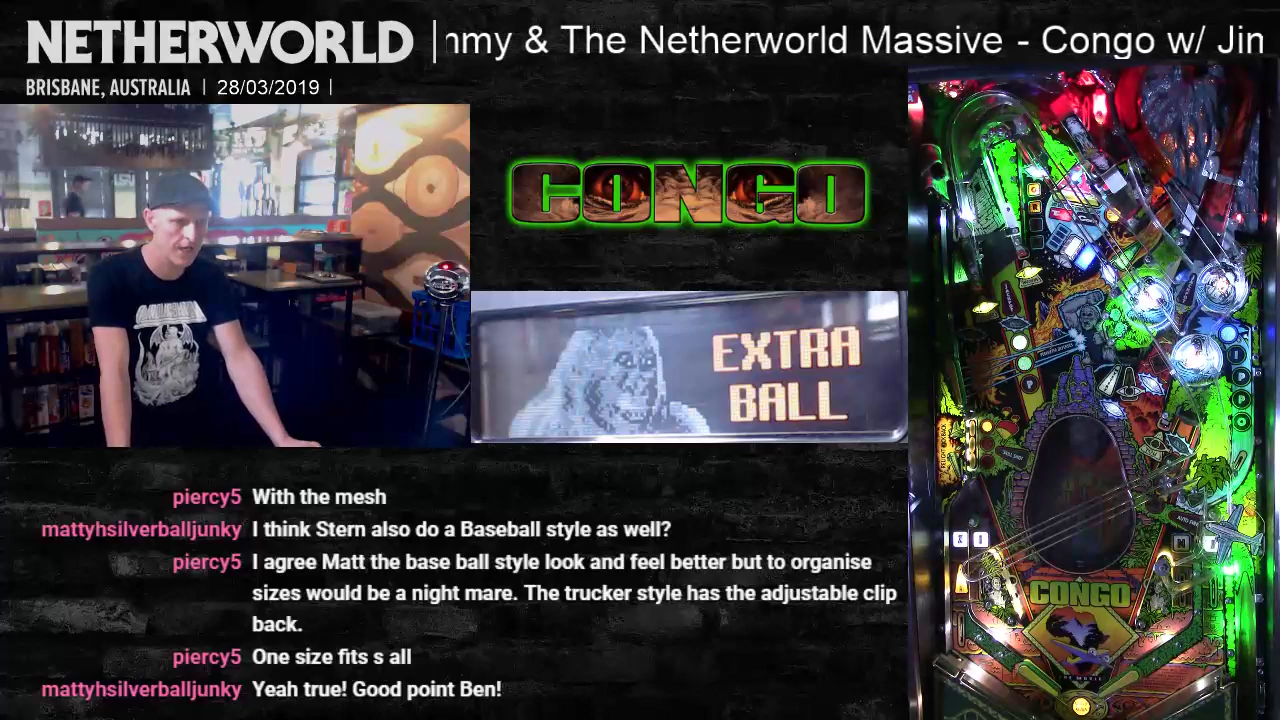 NETHERWORLD
nmy & The Netherworld Massive - Congo w/ Jin
BRISBANE, AUSTRALIA | 28/03/2019 |
CONGO
EXTRA
BALL
piercy5 With the mesh
mattyhsilverballjunky I think Stern also do a Baseball style as well?
piercy5 I agree Matt the base ball style look and feel better but to organise
sizes would be a night mare. The trucker style has the adjustable clip
back.
piercy5 One size fits s all
mattyhsilverballjunky Yeah true! Good point Ben!
CONGO
THE MOVIE